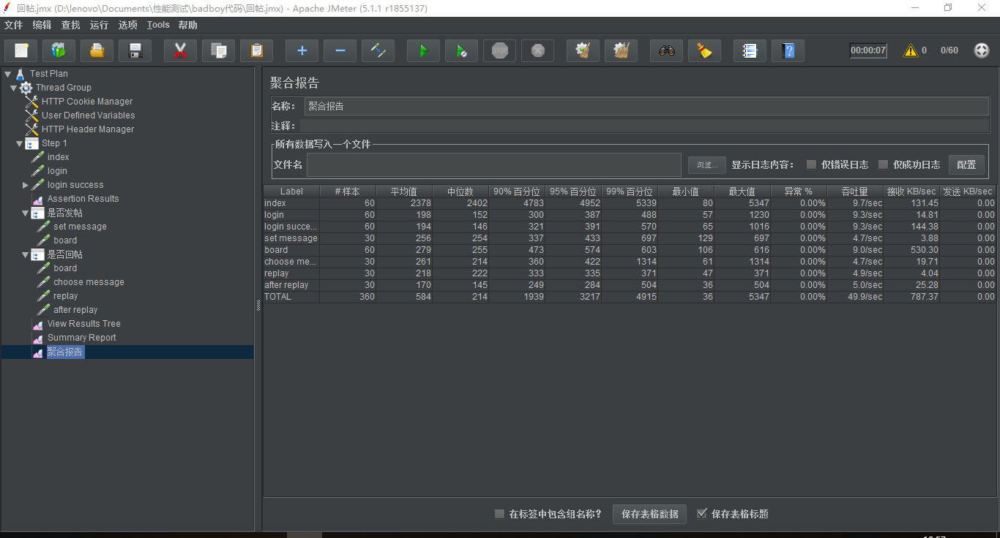 回帖.jmx (D:\lenovo\Documents\性能测试\badboy代码\回帖.jmx) - Apache JMeter (5.1.1 r1855137)
文件 编辑 查找 运行 选项 Tools 帮助
STOP 00:00:07 0 0/60
Test Plan
Thread Group
HTTP Cookie Manager
User Defined Variables
HTTP Header Manager
Step 1
index
login
login success
Assertion Results
是否发帖
set message
board
是否回帖
board
choose message
replay
after replay
View Results Tree
Summary Report
聚合报告
聚合报告
名称： 聚合报告
注释：
所有数据写入一个文件
文件名 浏览... 显示日志内容： 仅错误日志 仅成功日志 配置
Label # 样本 平均值 中位数 90% 百分位 95% 百分位 99% 百分位 最小值 最大值 异常 % 吞吐量 接收 KB/sec 发送 KB/sec
index 60 2378 2402 4783 4952 5339 80 5347 0.00% 9.7/sec 131.45 0.00
login 60 198 152 300 387 488 57 1230 0.00% 9.3/sec 14.81 0.00
login succe... 60 194 146 321 391 570 65 1016 0.00% 9.3/sec 144.38 0.00
set message 30 256 254 337 433 697 129 697 0.00% 4.7/sec 3.88 0.00
board 60 279 255 473 574 603 106 616 0.00% 9.0/sec 530.30 0.00
choose me... 30 261 214 360 422 1314 61 1314 0.00% 4.7/sec 19.71 0.00
replay 30 218 222 333 335 371 47 371 0.00% 4.9/sec 4.04 0.00
after replay 30 170 145 249 284 504 36 504 0.00% 5.0/sec 25.28 0.00
TOTAL 360 584 214 1939 3217 4915 36 5347 0.00% 49.9/sec 787.37 0.00
在标签中包含组名称？ 保存表格数据 保存表格标题